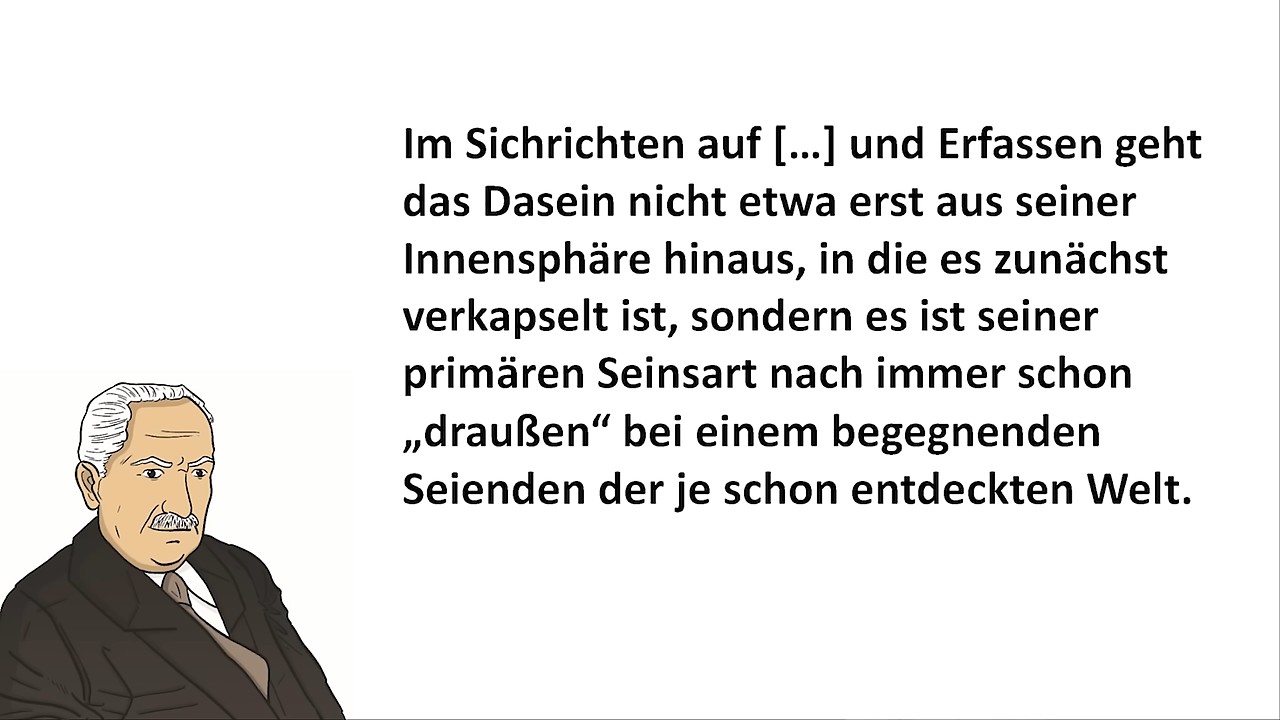 Im Sichrichten auf [...] und Erfassen geht
das Dasein nicht etwa erst aus seiner
Innensphäre hinaus, in die es zunächst
verkapselt ist, sondern es ist seiner
primären Seinsart nach immer schon
„draußen“ bei einem begegnenden
Seienden der je schon entdeckten Welt.